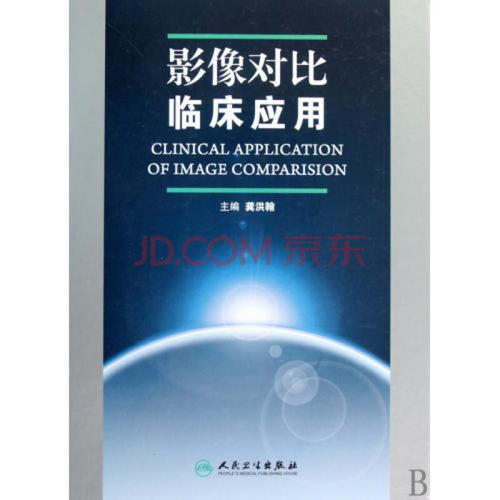 影像对比
临床应用
CLINICAL APPLICATION
OF IMAGE COMPARISION
主编 龚洪翰
JD.COM 京东
人民卫生出版社
PEOPLE'S MEDICAL PUBLISHING HOUSE
B